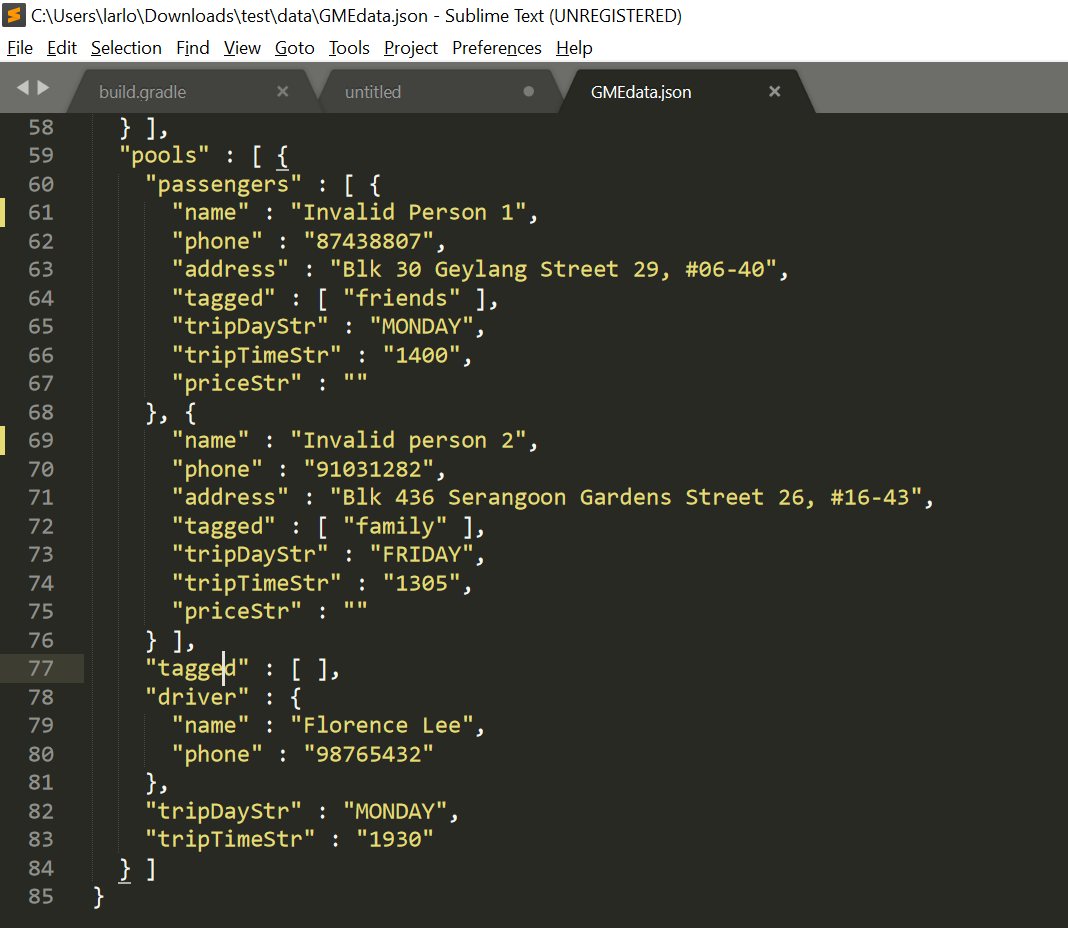 C:\Users\larlo\Downloads\test\data\GMEdata.json - Sublime Text (UNREGISTERED)
File Edit Selection Find View Goto Tools Project Preferences Help
build.gradle untitled GMEdata.json
58 } ],
59 "pools" : [ {
60 "passengers" : [ {
61 "name" : "Invalid Person 1",
62 "phone" : "87438807",
63 "address" : "Blk 30 Geylang Street 29, #06-40",
64 "tagged" : [ "friends" ],
65 "tripDayStr" : "MONDAY",
66 "tripTimeStr" : "1400",
67 "priceStr" : ""
68 }, {
69 "name" : "Invalid person 2",
70 "phone" : "91031282",
71 "address" : "Blk 436 Serangoon Gardens Street 26, #16-43",
72 "tagged" : [ "family" ],
73 "tripDayStr" : "FRIDAY",
74 "tripTimeStr" : "1305",
75 "priceStr" : ""
76 } ],
77 "tagged" : [ ],
78 "driver" : {
79 "name" : "Florence Lee",
80 "phone" : "98765432"
81 },
82 "tripDayStr" : "MONDAY",
83 "tripTimeStr" : "1930"
84 } ]
85 }